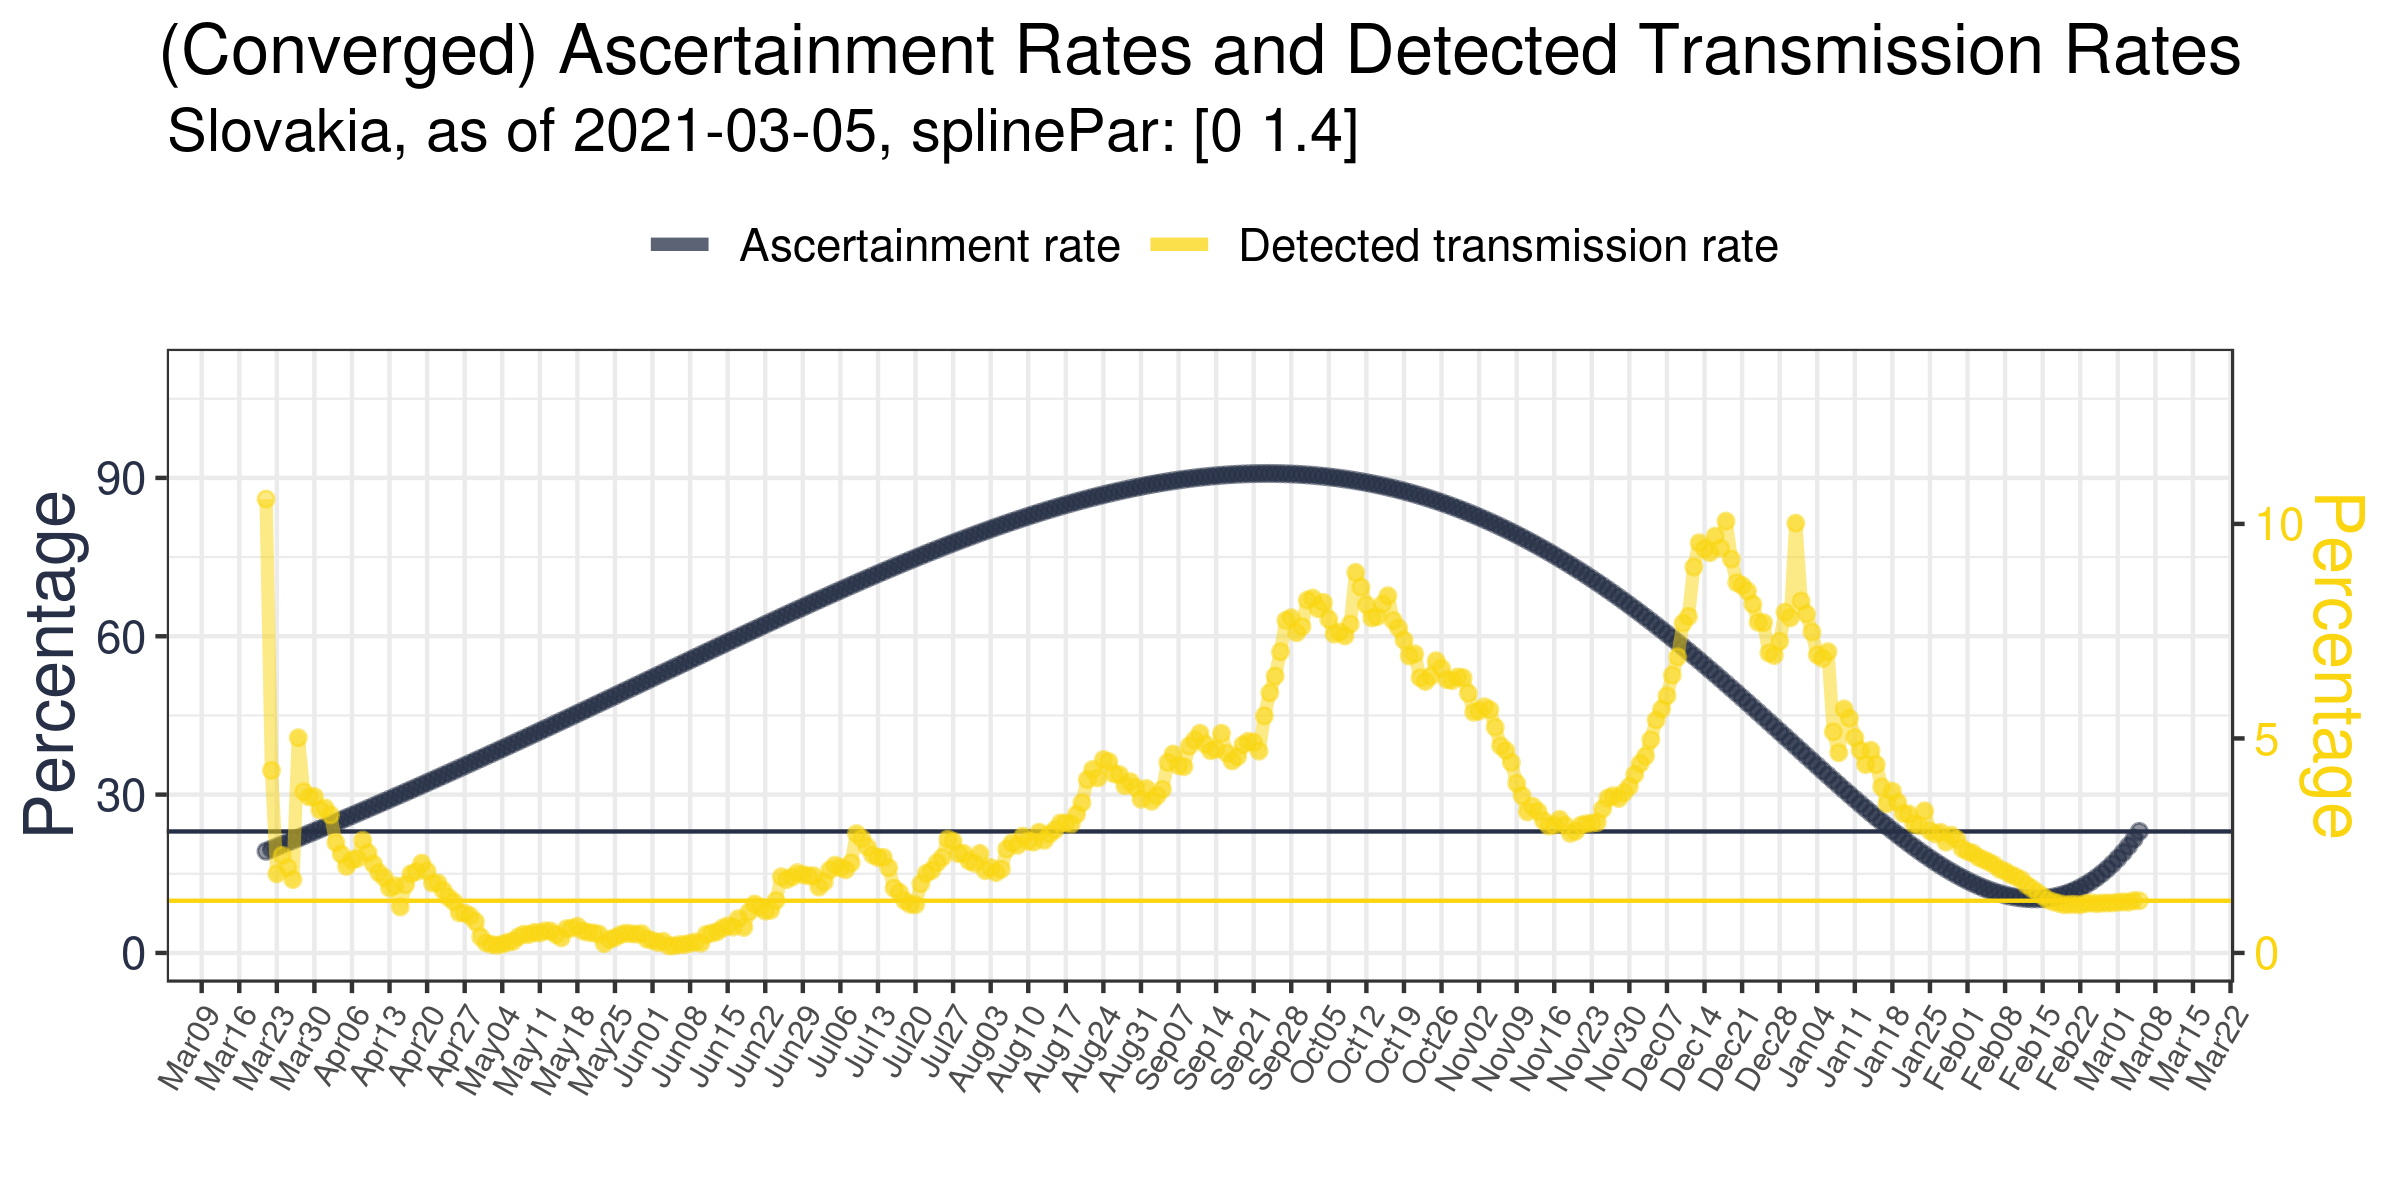 (Converged) Ascertainment Rates and Detected Transmission Rates
Slovakia, as of 2021-03-05, splinePar: [0 1.4]
Ascertainment rate
Detected transmission rate
Percentage
90
60
30
0
10
5
0
Percentage
Mar09
Mar16
Mar23
Mar30
Apr06
Apr13
Apr20
Apr27
May04
May11
May18
May25
Jun01
Jun08
Jun15
Jun22
Jun29
Jul06
Jul13
Jul20
Jul27
Aug03
Aug10
Aug17
Aug24
Aug31
Sep07
Sep14
Sep21
Sep28
Oct05
Oct12
Oct19
Oct26
Nov02
Nov09
Nov16
Nov23
Nov30
Dec07
Dec14
Dec21
Dec28
Jan04
Jan11
Jan18
Jan25
Feb01
Feb08
Feb15
Feb22
Mar01
Mar08
Mar15
Mar22